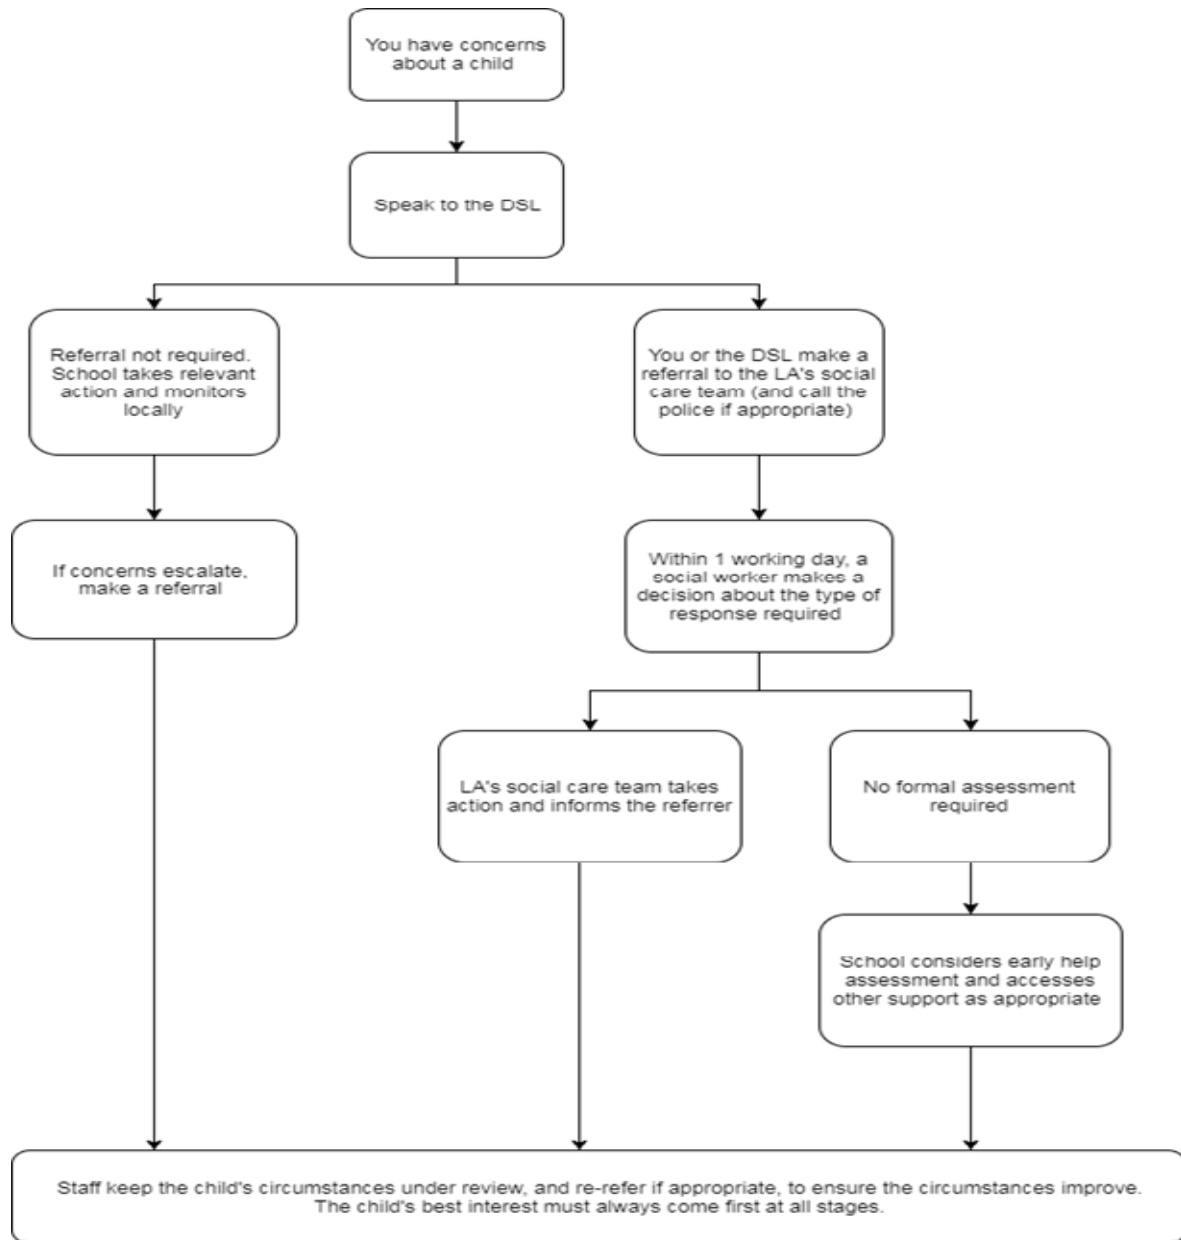 You have concerns
about a child
Speak to the DSL
Referral not required.
School takes relevant
action and monitors
locally
You or the DSL make a
referral to the LA's social
care team (and call the
police if appropriate)
If concerns escalate,
make a referral
Within 1 working day, a
social worker makes a
decision about the type of
response required
LA's social care team takes
action and informs the referrer
No formal assessment
required
School considers early help
assessment and accesses
other support as appropriate
Staff keep the child's circumstances under review, and re-refer if appropriate, to ensure the circumstances improve.
The child's best interest must always come first at all stages.